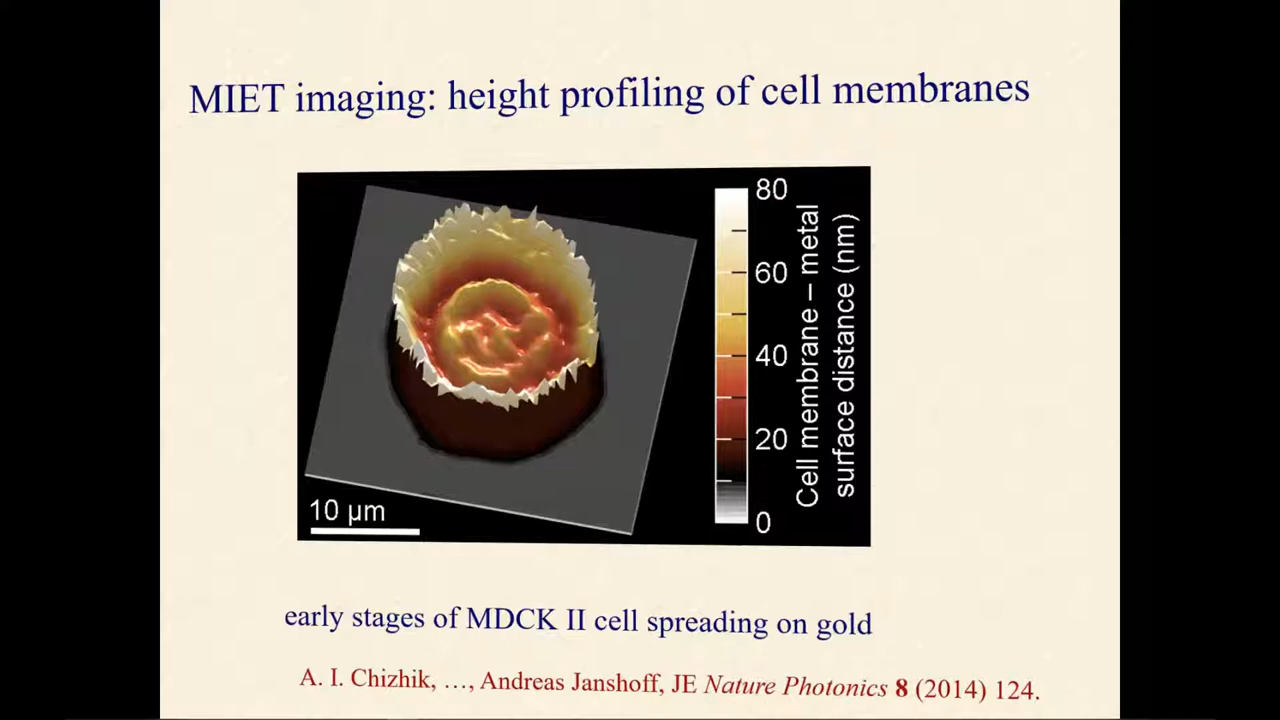 MIET imaging: height profiling of cell membranes
80
60
40
20
0
Cell membrane – metal
surface distance (nm)
10 µm
early stages of MDCK II cell spreading on gold
A. I. Chizhik, …, Andreas Janshoff, JE Nature Photonics 8 (2014) 124.